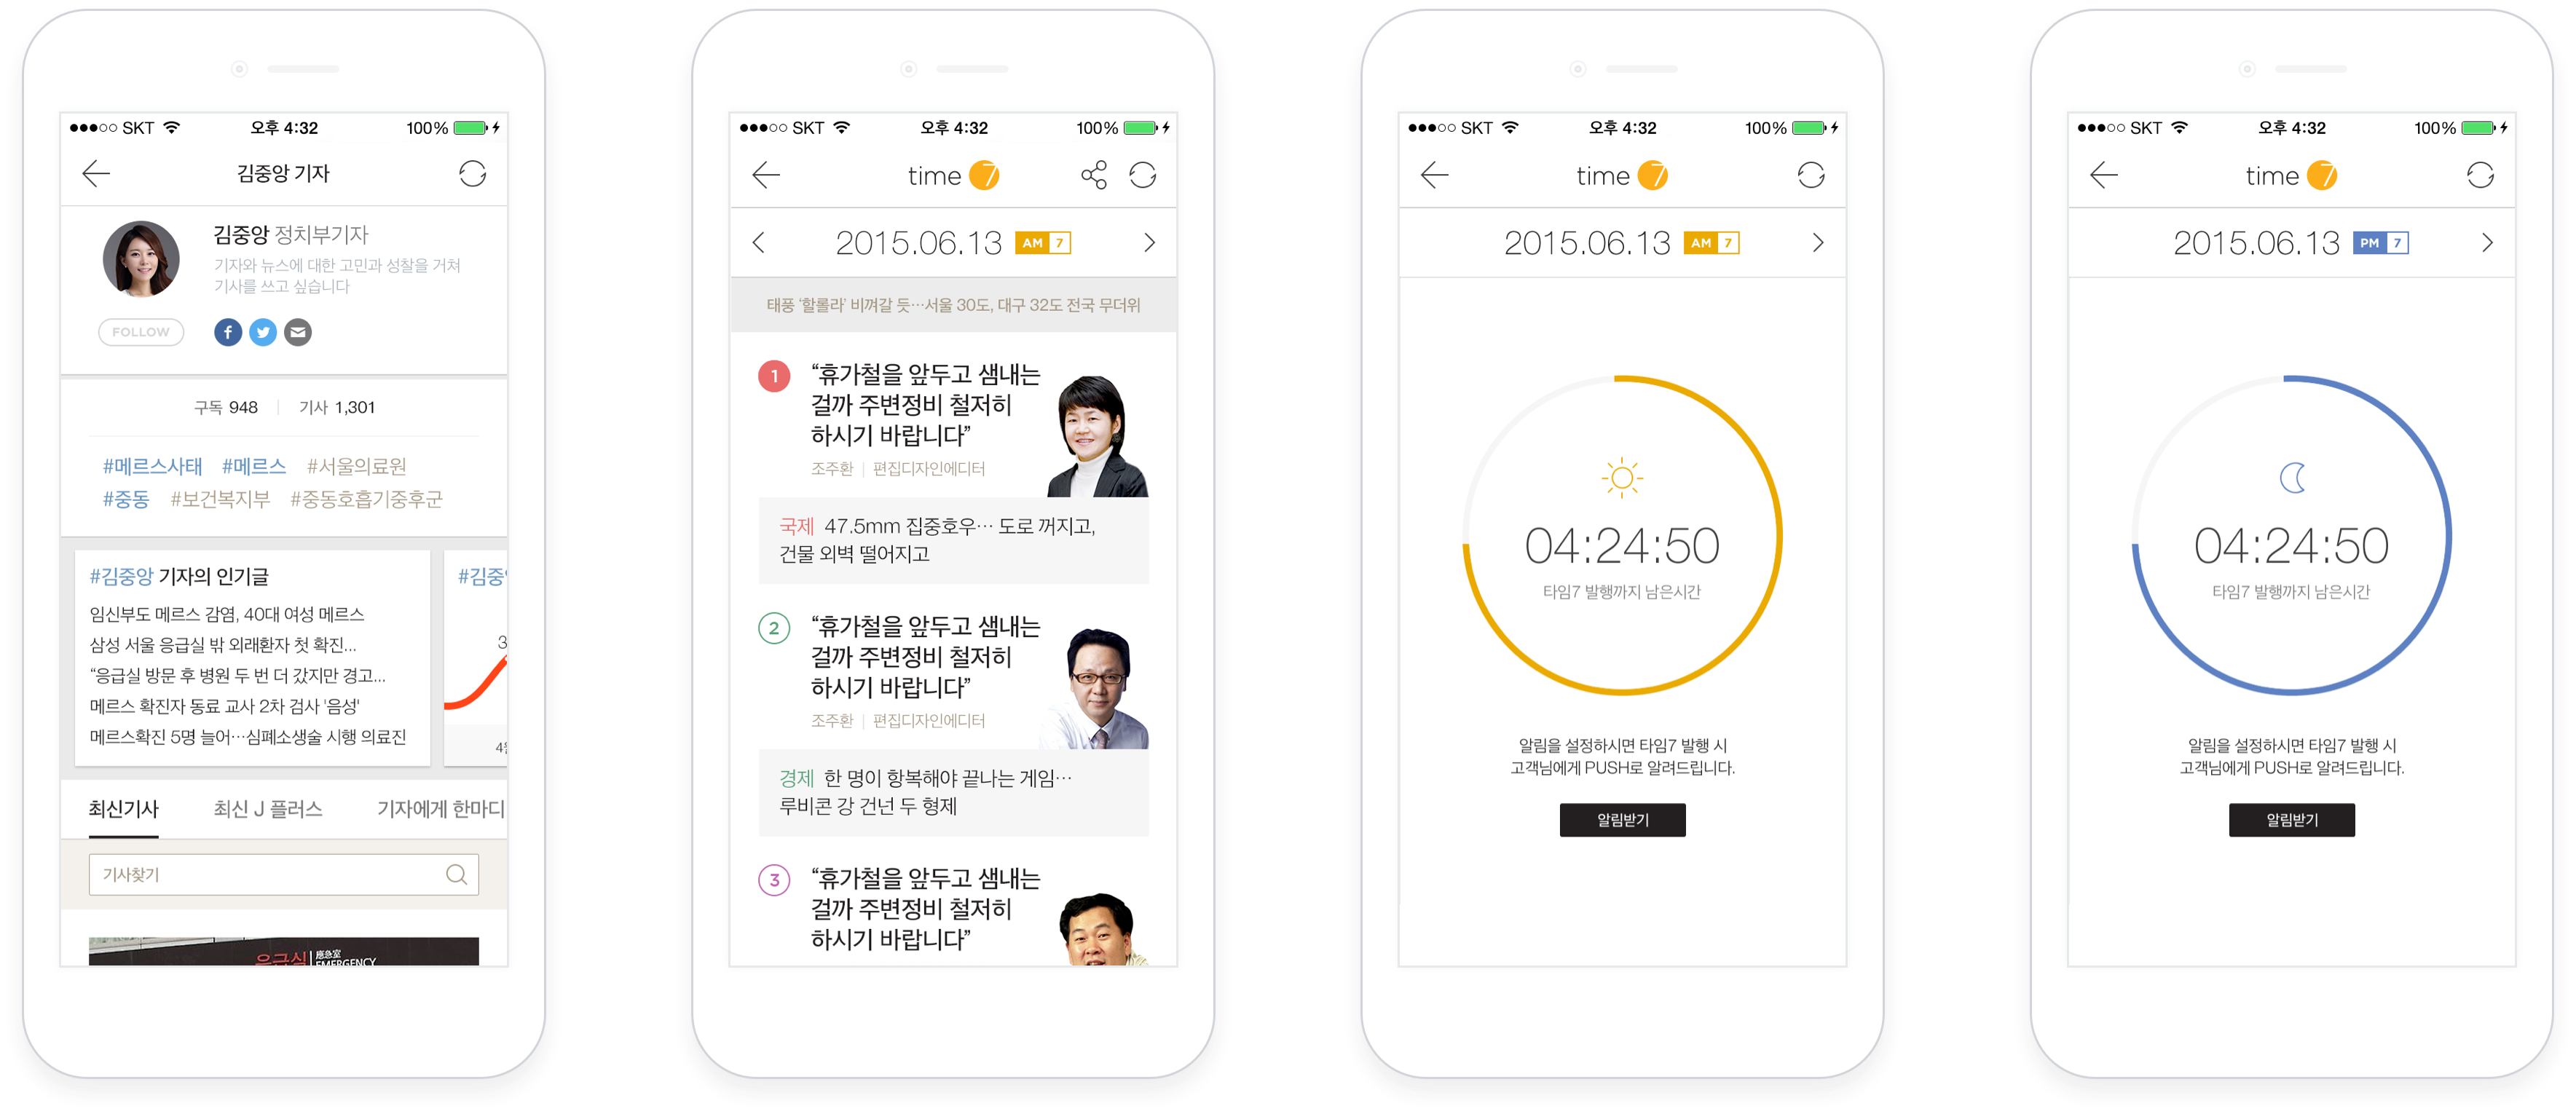 SKT 오후 4:32 100%
김중앙 기자
김중앙 정치부기자
기자와 뉴스에 대한 고민과 성찰을 거쳐
기사를 쓰고 싶습니다
FOLLOW
구독 948 기사 1,301
#메르스사태 #메르스 #서울의료원
#중동 #보건복지부 #중동호흡기중후군
#김중앙 기자의 인기글
임신부도 메르스 감염, 40대 여성 메르스
삼성 서울 응급실 밖 외래환자 첫 확진...
“응급실 방문 후 병원 두 번 더 갔지만 경고...
메르스 확진자 동료 교사 2차 검사 '음성'
메르스확진 5명 늘어…심폐소생술 시행 의료진
#김중
3
4
최신기사 최신 J 플러스 기자에게 한마디
기사찾기
응급실 應急室
EMERGENCY
SKT 오후 4:32 100%
time 7
2015.06.13 AM 7
태풍 ‘할롤라’ 비껴갈 듯…서울 30도, 대구 32도 전국 무더위
1 “휴가철을 앞두고 샘내는
걸까 주변정비 철저히
하시기 바랍니다”
조주환 | 편집디자인에디터
국제 47.5mm 집중호우… 도로 꺼지고,
건물 외벽 떨어지고
2 “휴가철을 앞두고 샘내는
걸까 주변정비 철저히
하시기 바랍니다”
조주환 | 편집디자인에디터
경제 한 명이 항복해야 끝나는 게임…
루비콘 강 건넌 두 형제
3 “휴가철을 앞두고 샘내는
걸까 주변정비 철저히
하시기 바랍니다”
SKT 오후 4:32 100%
time 7
2015.06.13 AM 7
04:24:50
타임7 발행까지 남은시간
알림을 설정하시면 타임7 발행 시
고객님에게 PUSH로 알려드립니다.
알림받기
SKT 오후 4:32 100%
time 7
2015.06.13 PM 7
04:24:50
타임7 발행까지 남은시간
알림을 설정하시면 타임7 발행 시
고객님에게 PUSH로 알려드립니다.
알림받기